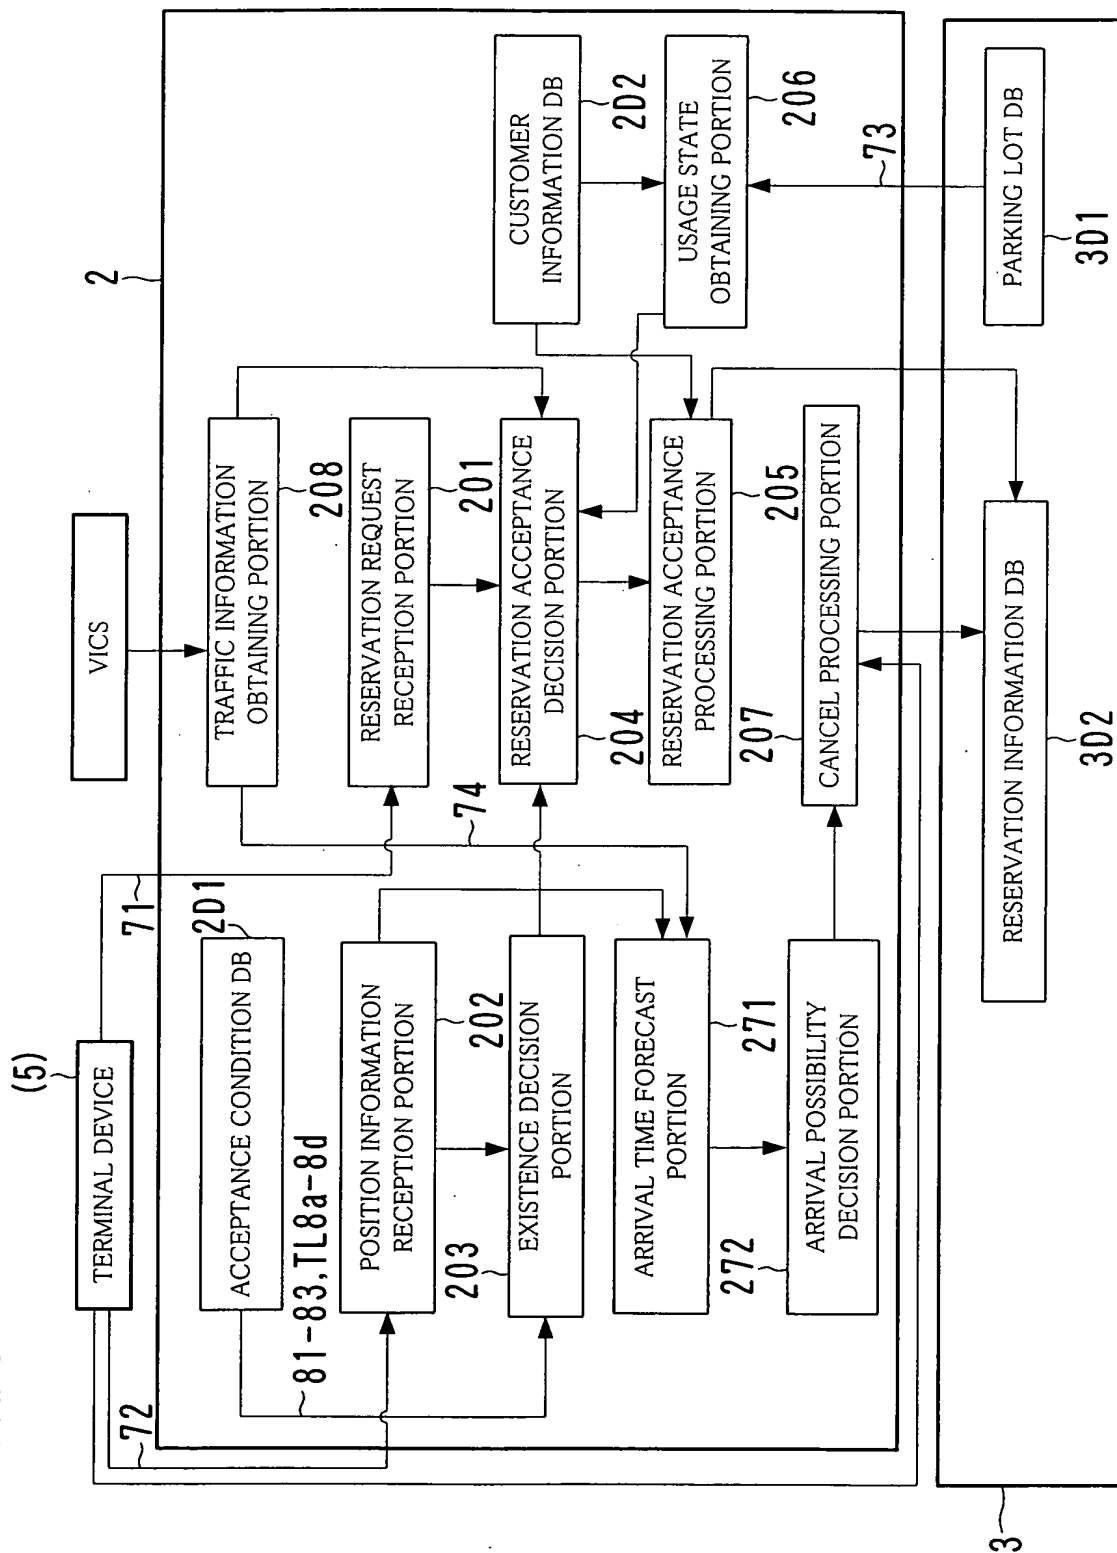 (5)
TERMINAL DEVICE
VICS
2
72
71
ACCEPTANCE CONDITION DB
2D1
81-83,TL8a-8d
TRAFFIC INFORMATION
OBTAINING PORTION
208
POSITION INFORMATION
RECEPTION PORTION
202
RESERVATION REQUEST
RECEPTION PORTION
201
74
203
EXISTENCE DECISION
PORTION
RESERVATION ACCEPTANCE
DECISION PORTION
204
CUSTOMER
INFORMATION DB
2D2
ARRIVAL TIME FORECAST
PORTION
271
RESERVATION ACCEPTANCE
PROCESSING PORTION
205
USAGE STATE
OBTAINING PORTION
206
272
ARRIVAL POSSIBILITY
DECISION PORTION
207
CANCEL PROCESSING PORTION
73
3
RESERVATION INFORMATION DB
3D2
PARKING LOT DB
3D1